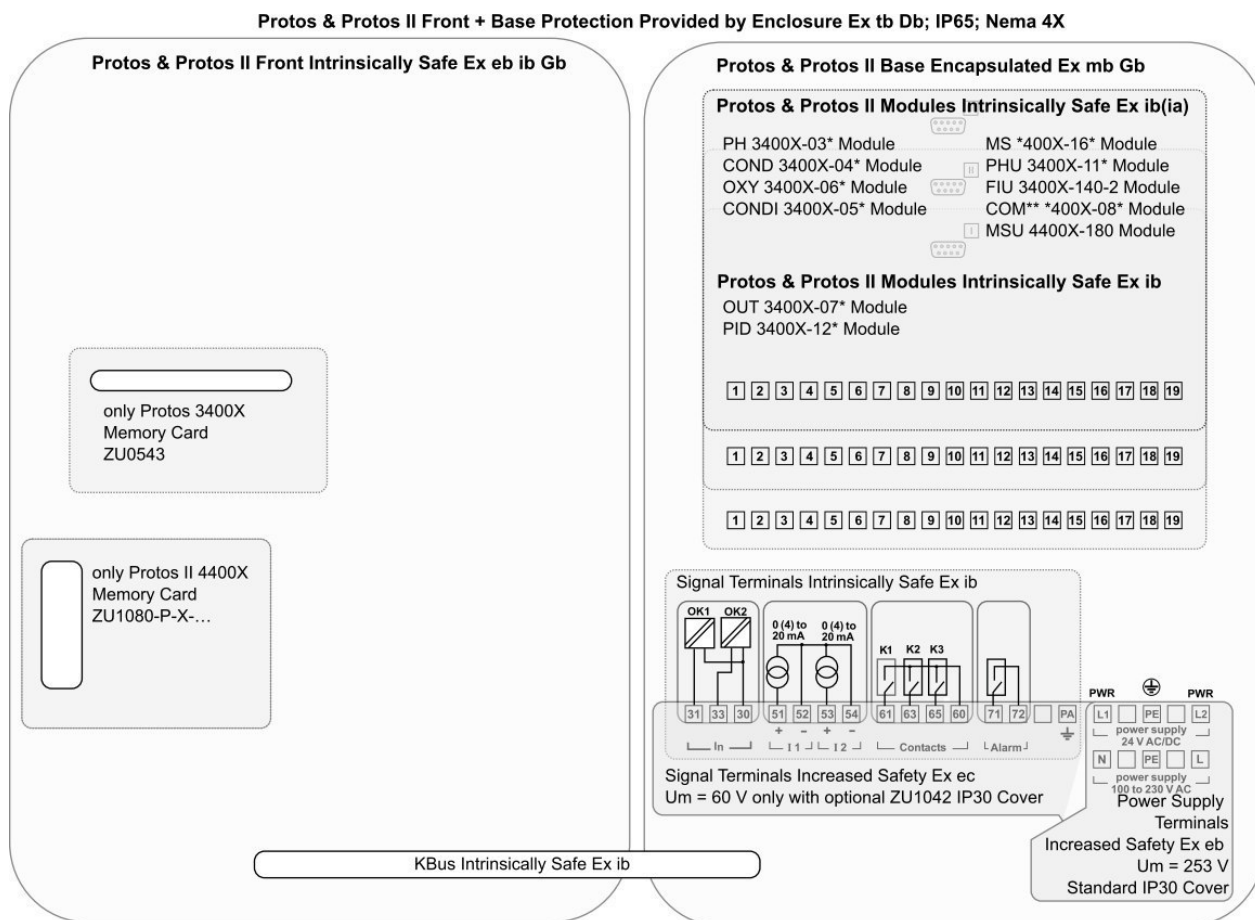 Protos & Protos II Front + Base Protection Provided by Enclosure Ex tb Db; IP65; Nema 4X
Protos & Protos II Front Intrinsically Safe Ex eb ib Gb
only Protos 3400X
Memory Card
ZU0543
only Protos II 4400X
Memory Card
ZU1080-P-X-...
KBus Intrinsically Safe Ex ib
Protos & Protos II Base Encapsulated Ex mb Gb
Protos & Protos II Modules Intrinsically Safe Ex ib(ia)
PH 3400X-03* Module
COND 3400X-04* Module
OXY 3400X-06* Module
CONDI 3400X-05* Module
MS *400X-16* Module
II
PHU 3400X-11* Module
FIU 3400X-140-2 Module
COM** *400X-08* Module
I
MSU 4400X-180 Module
Protos & Protos II Modules Intrinsically Safe Ex ib
OUT 3400X-07* Module
PID 3400X-12* Module
1 2 3 4 5 6 7 8 9 10 11 12 13 14 15 16 17 18 19
1 2 3 4 5 6 7 8 9 10 11 12 13 14 15 16 17 18 19
1 2 3 4 5 6 7 8 9 10 11 12 13 14 15 16 17 18 19
Signal Terminals Intrinsically Safe Ex ib
OK1 OK2
0 (4) to 20 mA
0 (4) to 20 mA
K1 K2 K3
31 33 30 51 52 53 54 61 63 65 60 71 72 PA
+ – + –
In I 1 I 2 Contacts Alarm
Signal Terminals Increased Safety Ex ec
Um = 60 V only with optional ZU1042 IP30 Cover
PWR PWR
L1 PE L2
power supply
24 V AC/DC
N PE L
power supply
100 to 230 V AC
Power Supply
Terminals
Increased Safety Ex eb
Um = 253 V
Standard IP30 Cover